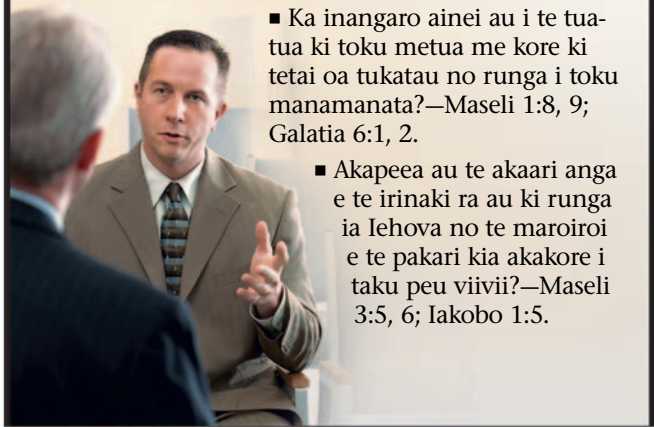 ▪ Ka inangaro ainei au i te tua-
tua ki toku metua me kore ki
tetai oa tukatau no runga i toku
manamanata?—Maseli 1:8, 9;
Galatia 6:1, 2.
▪ Akapeea au te akaari anga
e te irinaki ra au ki runga
ia Iehova no te maroiroi
e te pakari kia akakore i
taku peu viivii?—Maseli
3:5, 6; Iakobo 1:5.